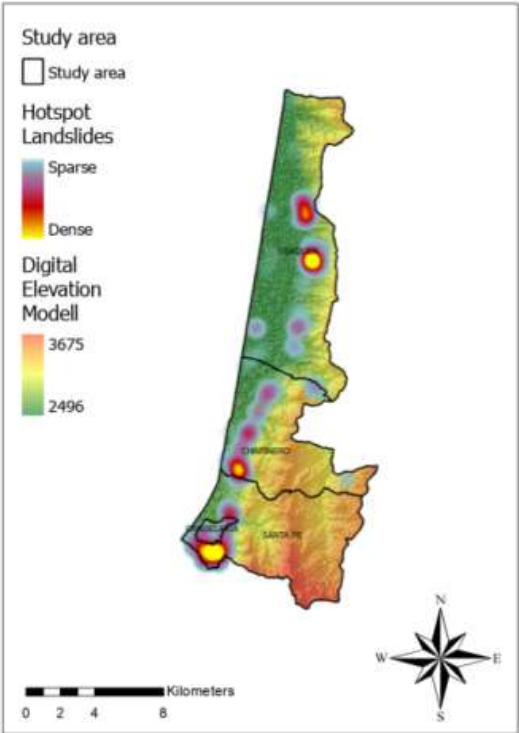 Study area
Study area
Hotspot
Landslides
Sparse
Dense
Digital
Elevation
Modell
3675
2496
CHAPINERO
SANTA FE
N
W
E
S
Kilometers
0 2 4 8